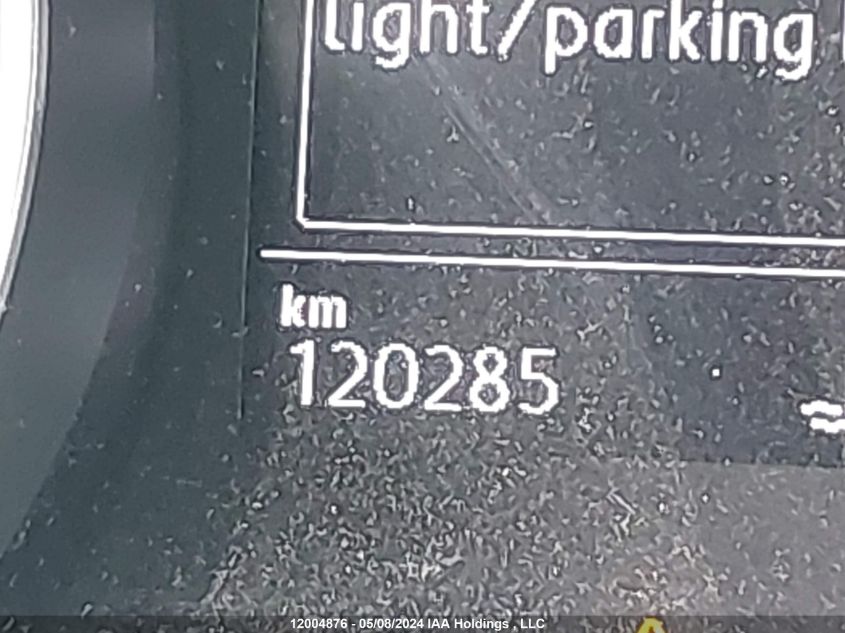 light/parking
km
120285
12004876 - 05/08/2024 IAA Holdings , LLC